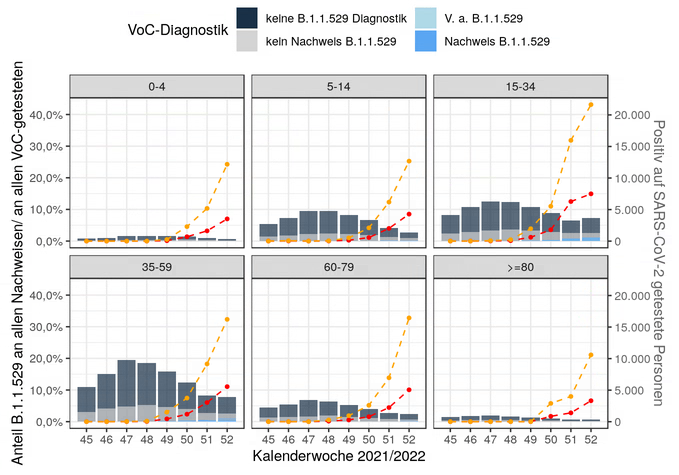 VoC-Diagnostik
keine B.1.1.529 Diagnostik
V. a. B.1.1.529
kein Nachweis B.1.1.529
Nachweis B.1.1.529
Anteil B.1.1.529 an allen Nachweisen/ an allen VoC-getesteten
0-4
5-14
15-34
40,0%
30,0%
20,0%
10,0%
0,0%
20.000
15.000
10.000
5.000
0
35-59
60-79
>=80
40,0%
30,0%
20,0%
10,0%
0,0%
20.000
15.000
10.000
5.000
0
Positiv auf SARS-CoV-2 getestete Personen
45 46 47 48 49 50 51 52
45 46 47 48 49 50 51 52
45 46 47 48 49 50 51 52
Kalenderwoche 2021/2022